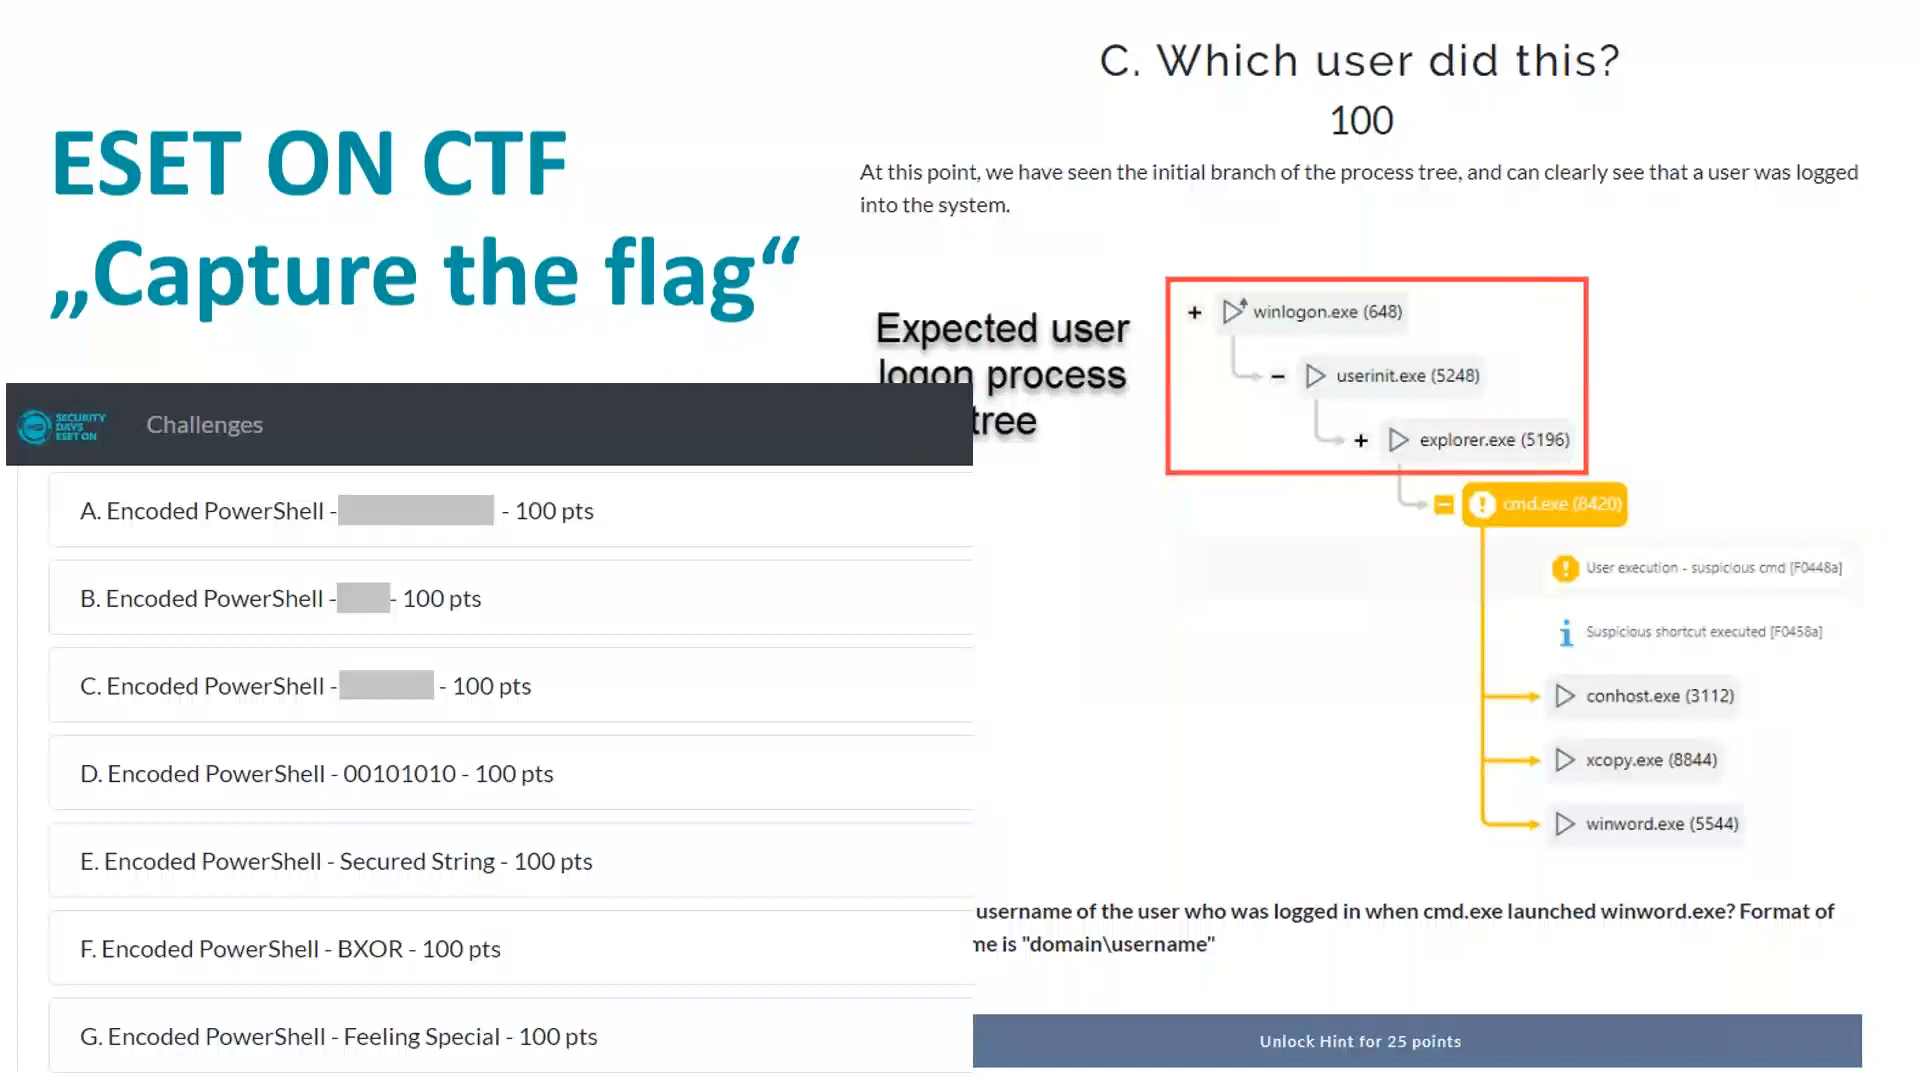 ESET ON CTF
„Capture the flag“
SECURITY
DAYS
ESET ON
Challenges
A. Encoded PowerShell - - 100 pts
B. Encoded PowerShell - - 100 pts
C. Encoded PowerShell - - 100 pts
D. Encoded PowerShell - 00101010 - 100 pts
E. Encoded PowerShell - Secured String - 100 pts
F. Encoded PowerShell - BXOR - 100 pts
G. Encoded PowerShell - Feeling Special - 100 pts
C. Which user did this?
100
At this point, we have seen the initial branch of the process tree, and can clearly see that a user was logged
into the system.
Expected user
logon process
tree
+ winlogon.exe (648)
− userinit.exe (5248)
+ explorer.exe (5196)
− cmd.exe (8420)
User execution - suspicious cmd [F0448a]
Suspicious shortcut executed [F0458a]
conhost.exe (3112)
xcopy.exe (8844)
winword.exe (5544)
username of the user who was logged in when cmd.exe launched winword.exe? Format of
me is "domain\username"
Unlock Hint for 25 points